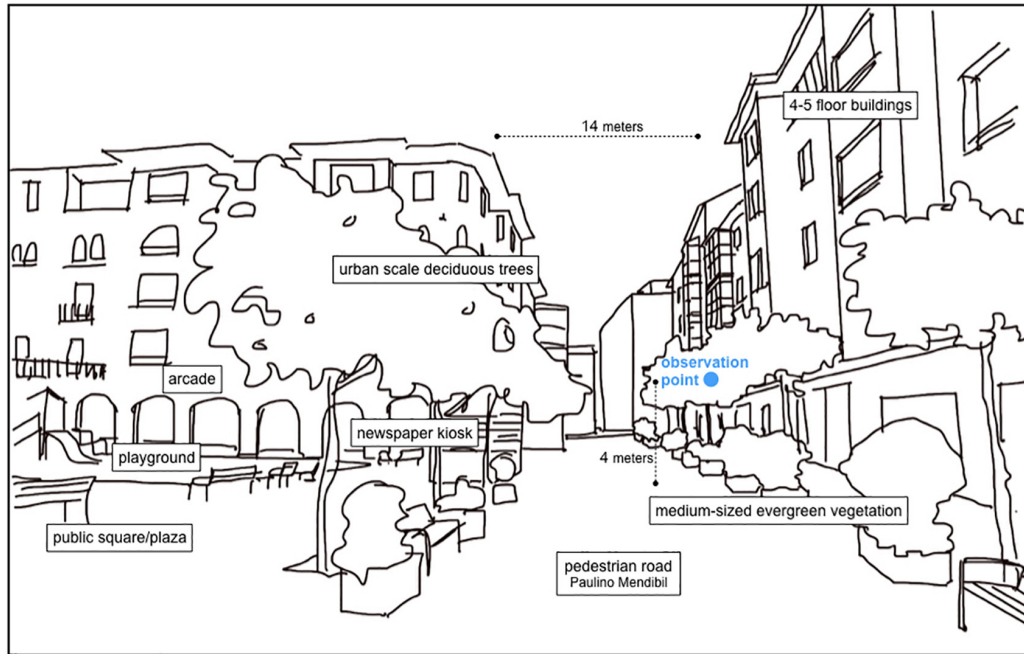 4-5 floor buildings
14 meters
urban scale deciduous trees
observation
point
arcade
newspaper kiosk
playground
4 meters
medium-sized evergreen vegetation
public square/plaza
pedestrian road
Paulino Mendibil